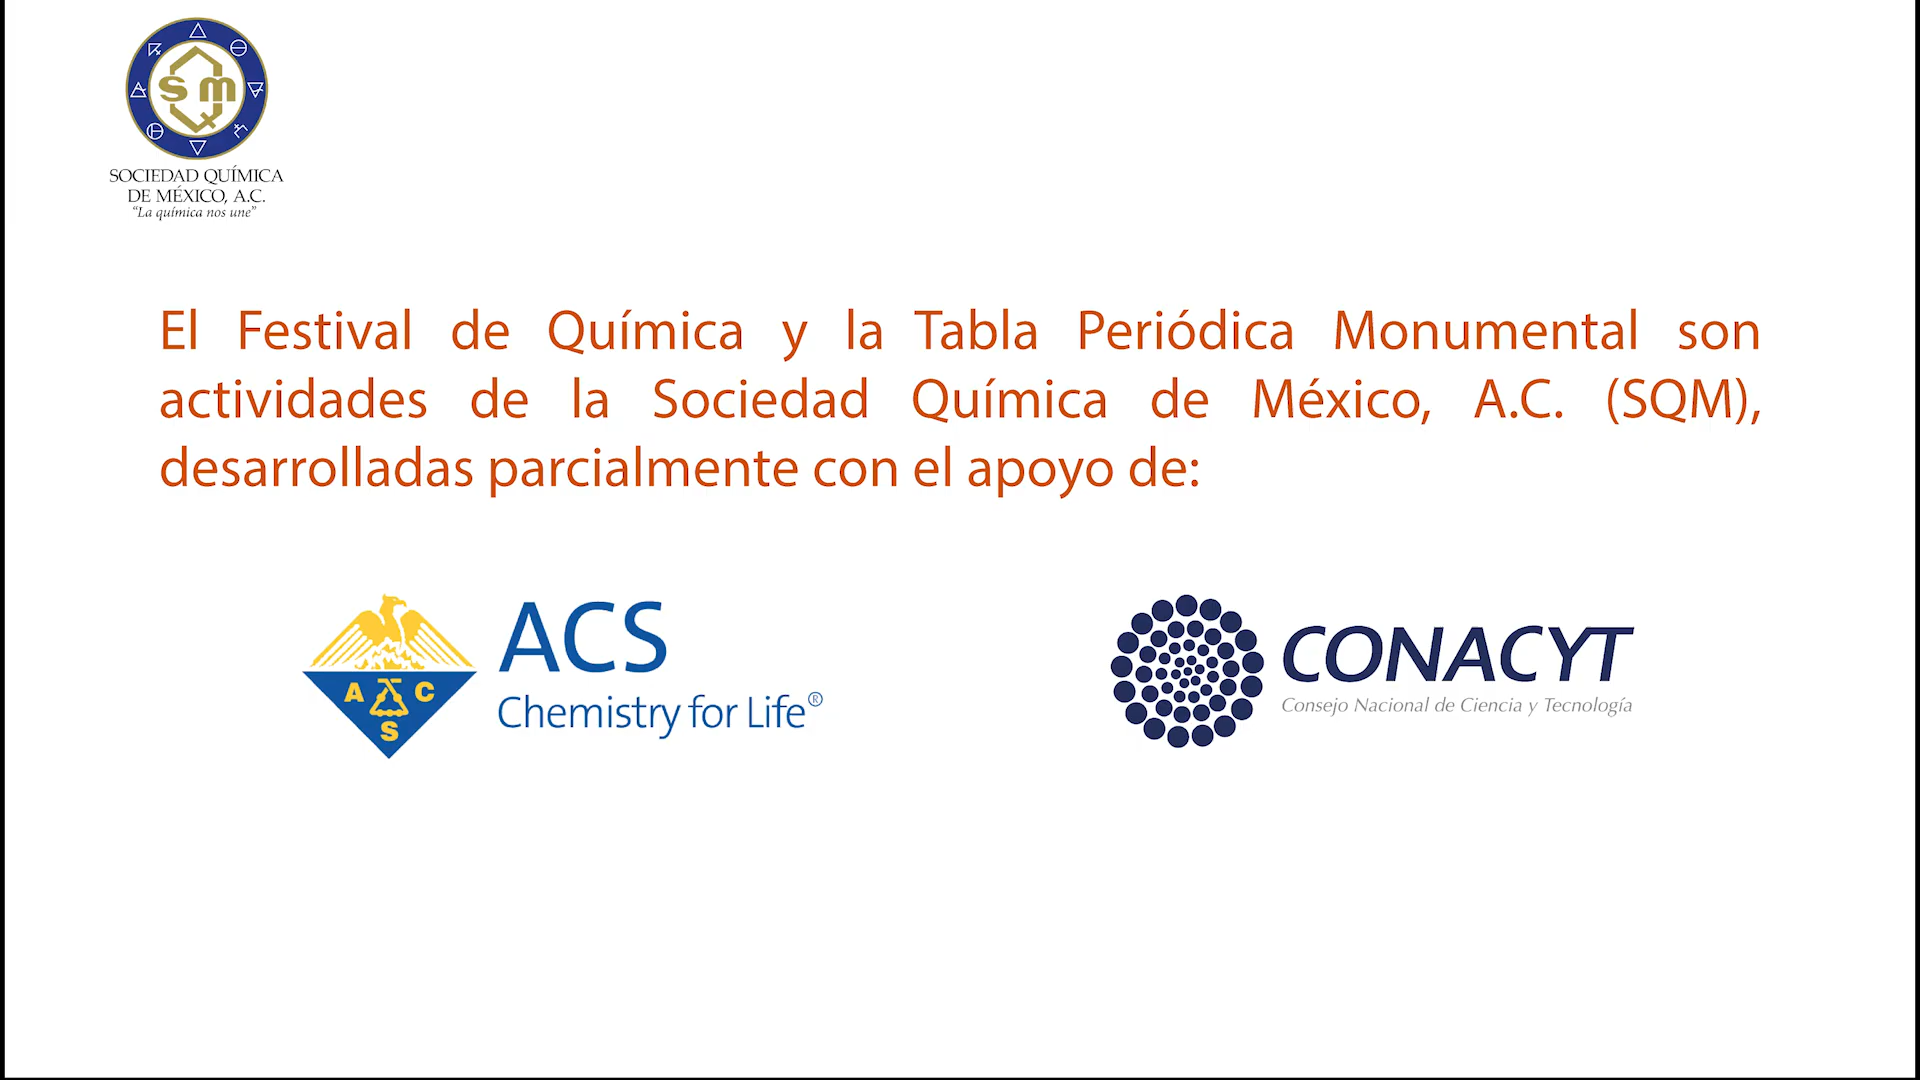 S m
Q
SOCIEDAD QUÍMICA
DE MÉXICO, A.C.
“La química nos une”
El Festival de Química y la Tabla Periódica Monumental son
actividades de la Sociedad Química de México, A.C. (SQM),
desarrolladas parcialmente con el apoyo de:
A C
S
ACS
Chemistry for Life®
CONACYT
Consejo Nacional de Ciencia y Tecnología